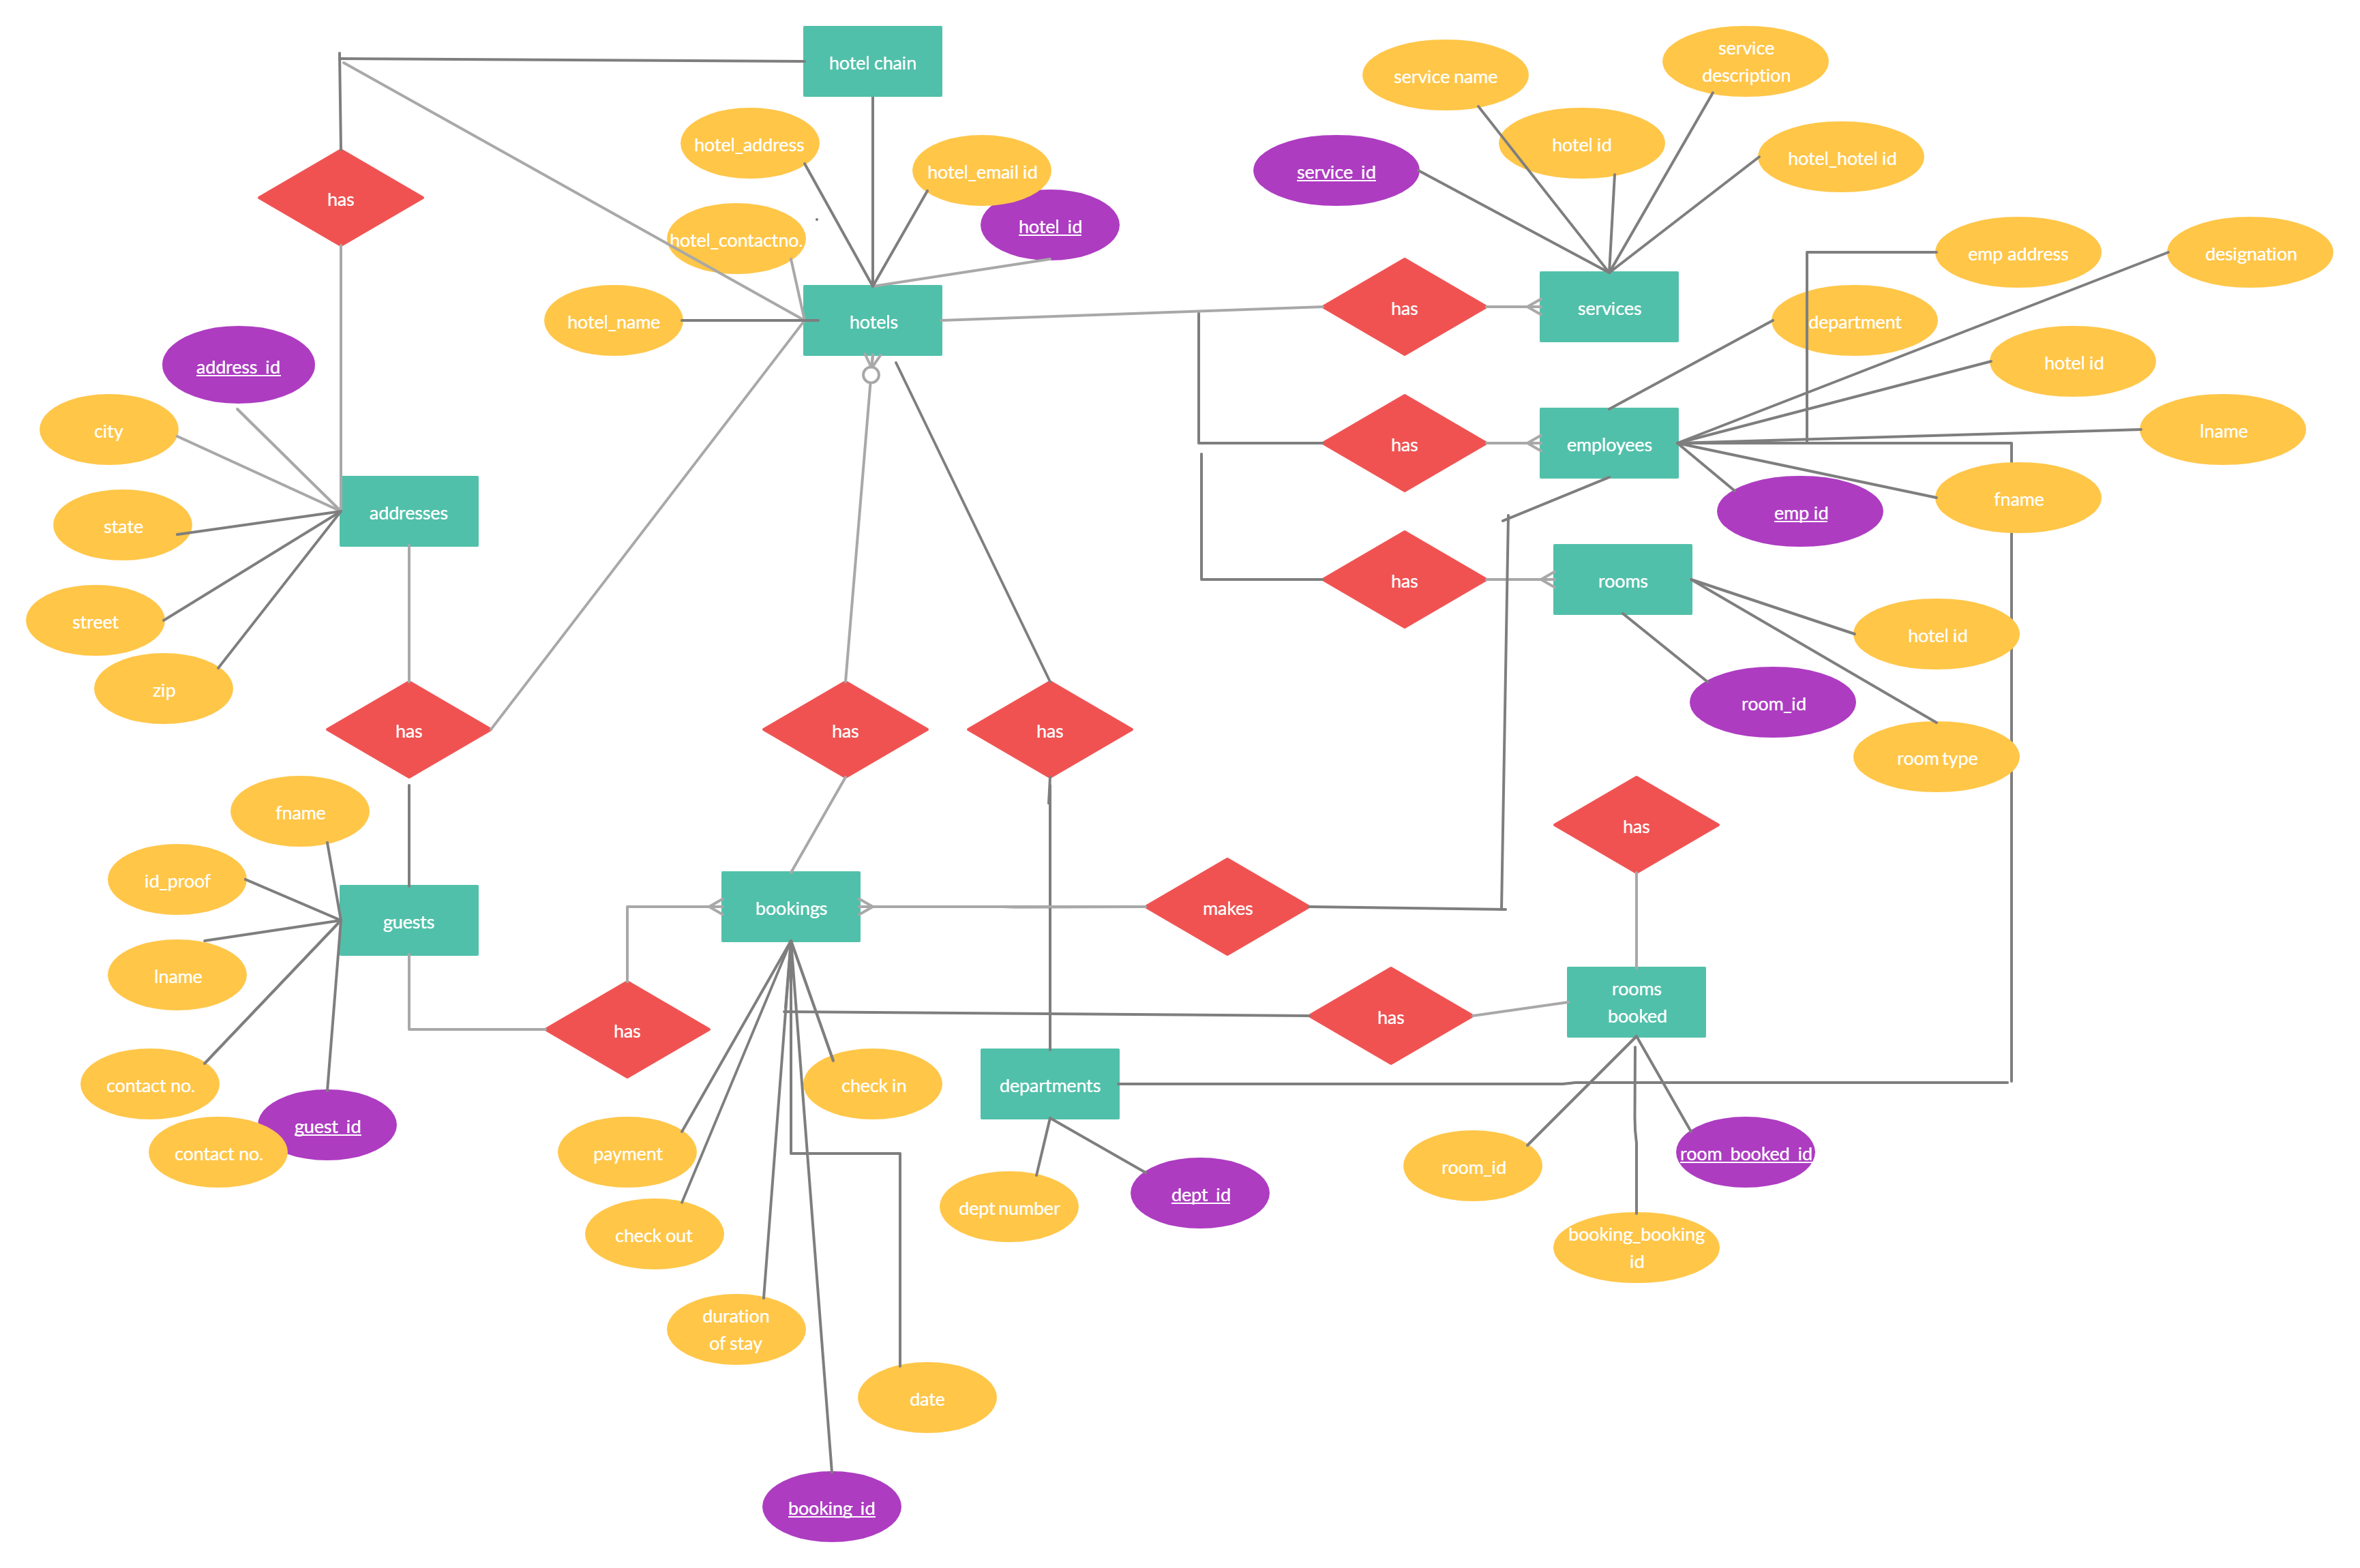 hotel chain
service
description
service name
hotel_address
hotel id
hotel_hotel id
hotel_email id
service_id
has
hotel_id
hotel_contactno.
emp address
designation
has
services
hotel_name
hotels
department
hotel id
address_id
city
lname
has
employees
fname
addresses
emp id
state
has
rooms
street
hotel id
zip
room_id
has
has
has
room type
fname
has
id_proof
bookings
makes
guests
lname
rooms
booked
has
has
contact no.
check in
departments
guest_id
contact no.
payment
room_booked_id
room_id
dept_id
dept number
check out
booking_booking
id
duration
of stay
date
booking_id